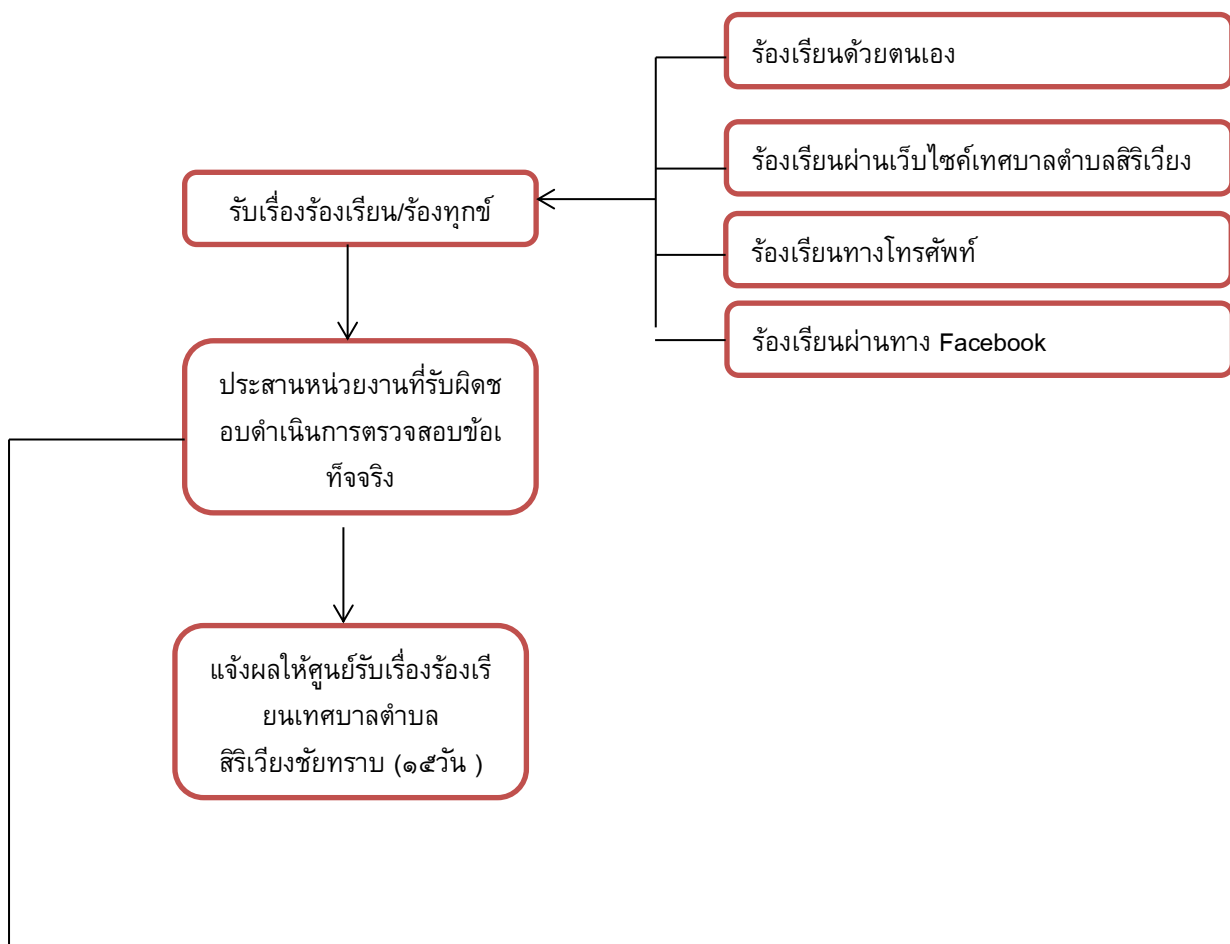 ร้องเรียนด้วยตนเอง
ร้องเรียนผ่านเว็บไซค์เทศบาลตำบลสิริเวียง
รับเรื่องร้องเรียน/ร้องทุกข์
ร้องเรียนทางโทรศัพท์
ร้องเรียนผ่านทาง Facebook
ประสานหน่วยงานที่รับผิดช
อบดำเนินการตรวจสอบข้อเ
ท็จจริง
แจ้งผลให้ศูนย์รับเรื่องร้องเรี
ยนเทศบาลตำบล
สิริเวียงชัยทราบ (๑๕วัน )